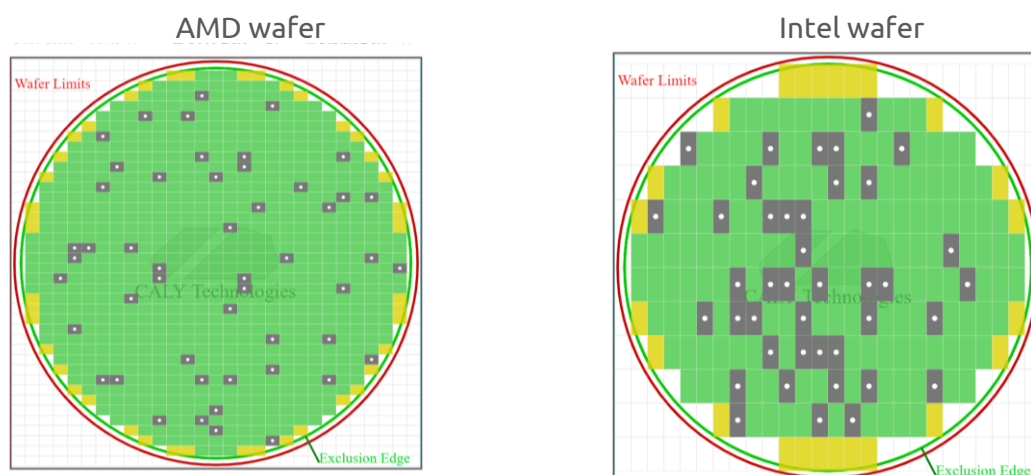 AMD wafer
Intel wafer
Wafer Limits
Wafer Limits
CALY Technologies
CALY Technologies
Exclusion Edge
Exclusion Edge